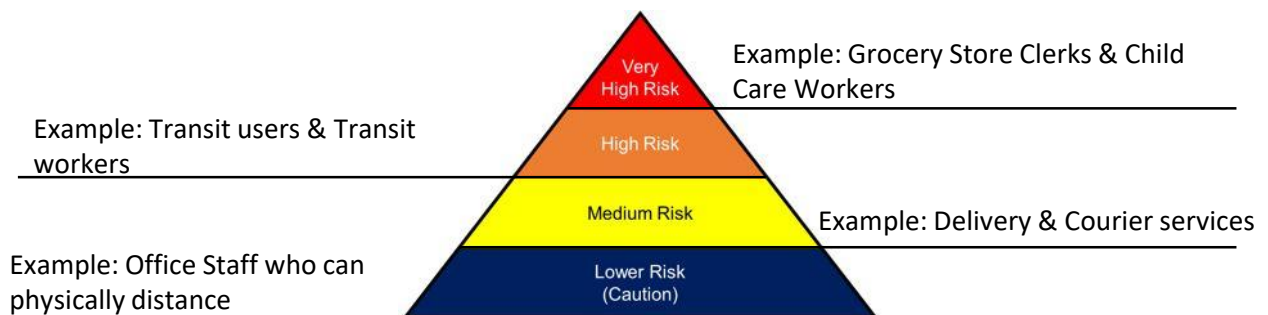 Very
High Risk
Example: Grocery Store Clerks & Child
Care Workers
Example: Transit users & Transit
workers
High Risk
Medium Risk
Example: Delivery & Courier services
Example: Office Staff who can
physically distance
Lower Risk
(Caution)